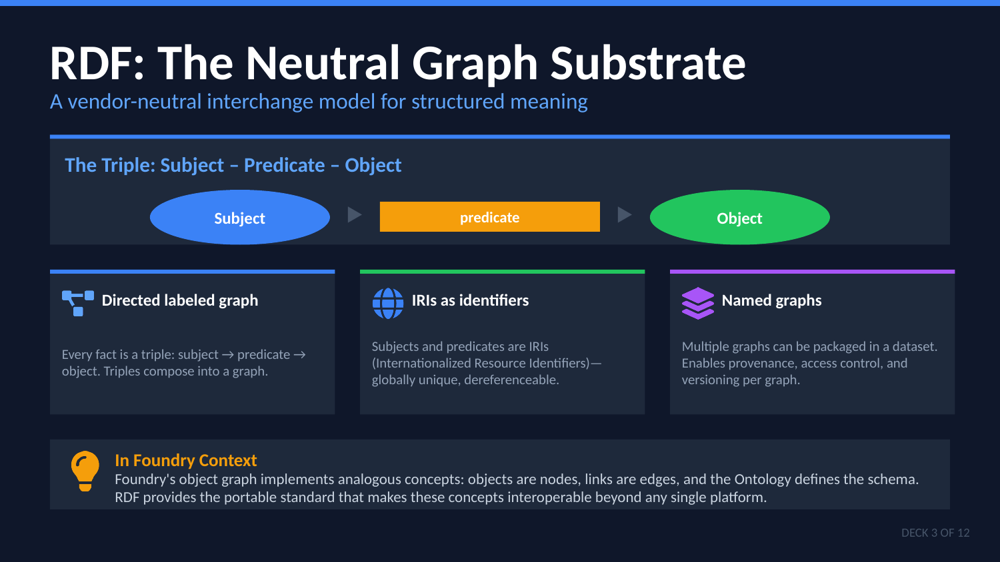 RDF: The Neutral Graph Substrate
A vendor-neutral interchange model for structured meaning
The Triple: Subject – Predicate – Object
Subject
predicate
Object
Directed labeled graph
Every fact is a triple: subject → predicate →
object. Triples compose into a graph.
IRIs as identifiers
Subjects and predicates are IRIs
(Internationalized Resource Identifiers)—
globally unique, dereferenceable.
Named graphs
Multiple graphs can be packaged in a dataset.
Enables provenance, access control, and
versioning per graph.
In Foundry Context
Foundry's object graph implements analogous concepts: objects are nodes, links are edges, and the Ontology defines the schema.
RDF provides the portable standard that makes these concepts interoperable beyond any single platform.
DECK 3 OF 12